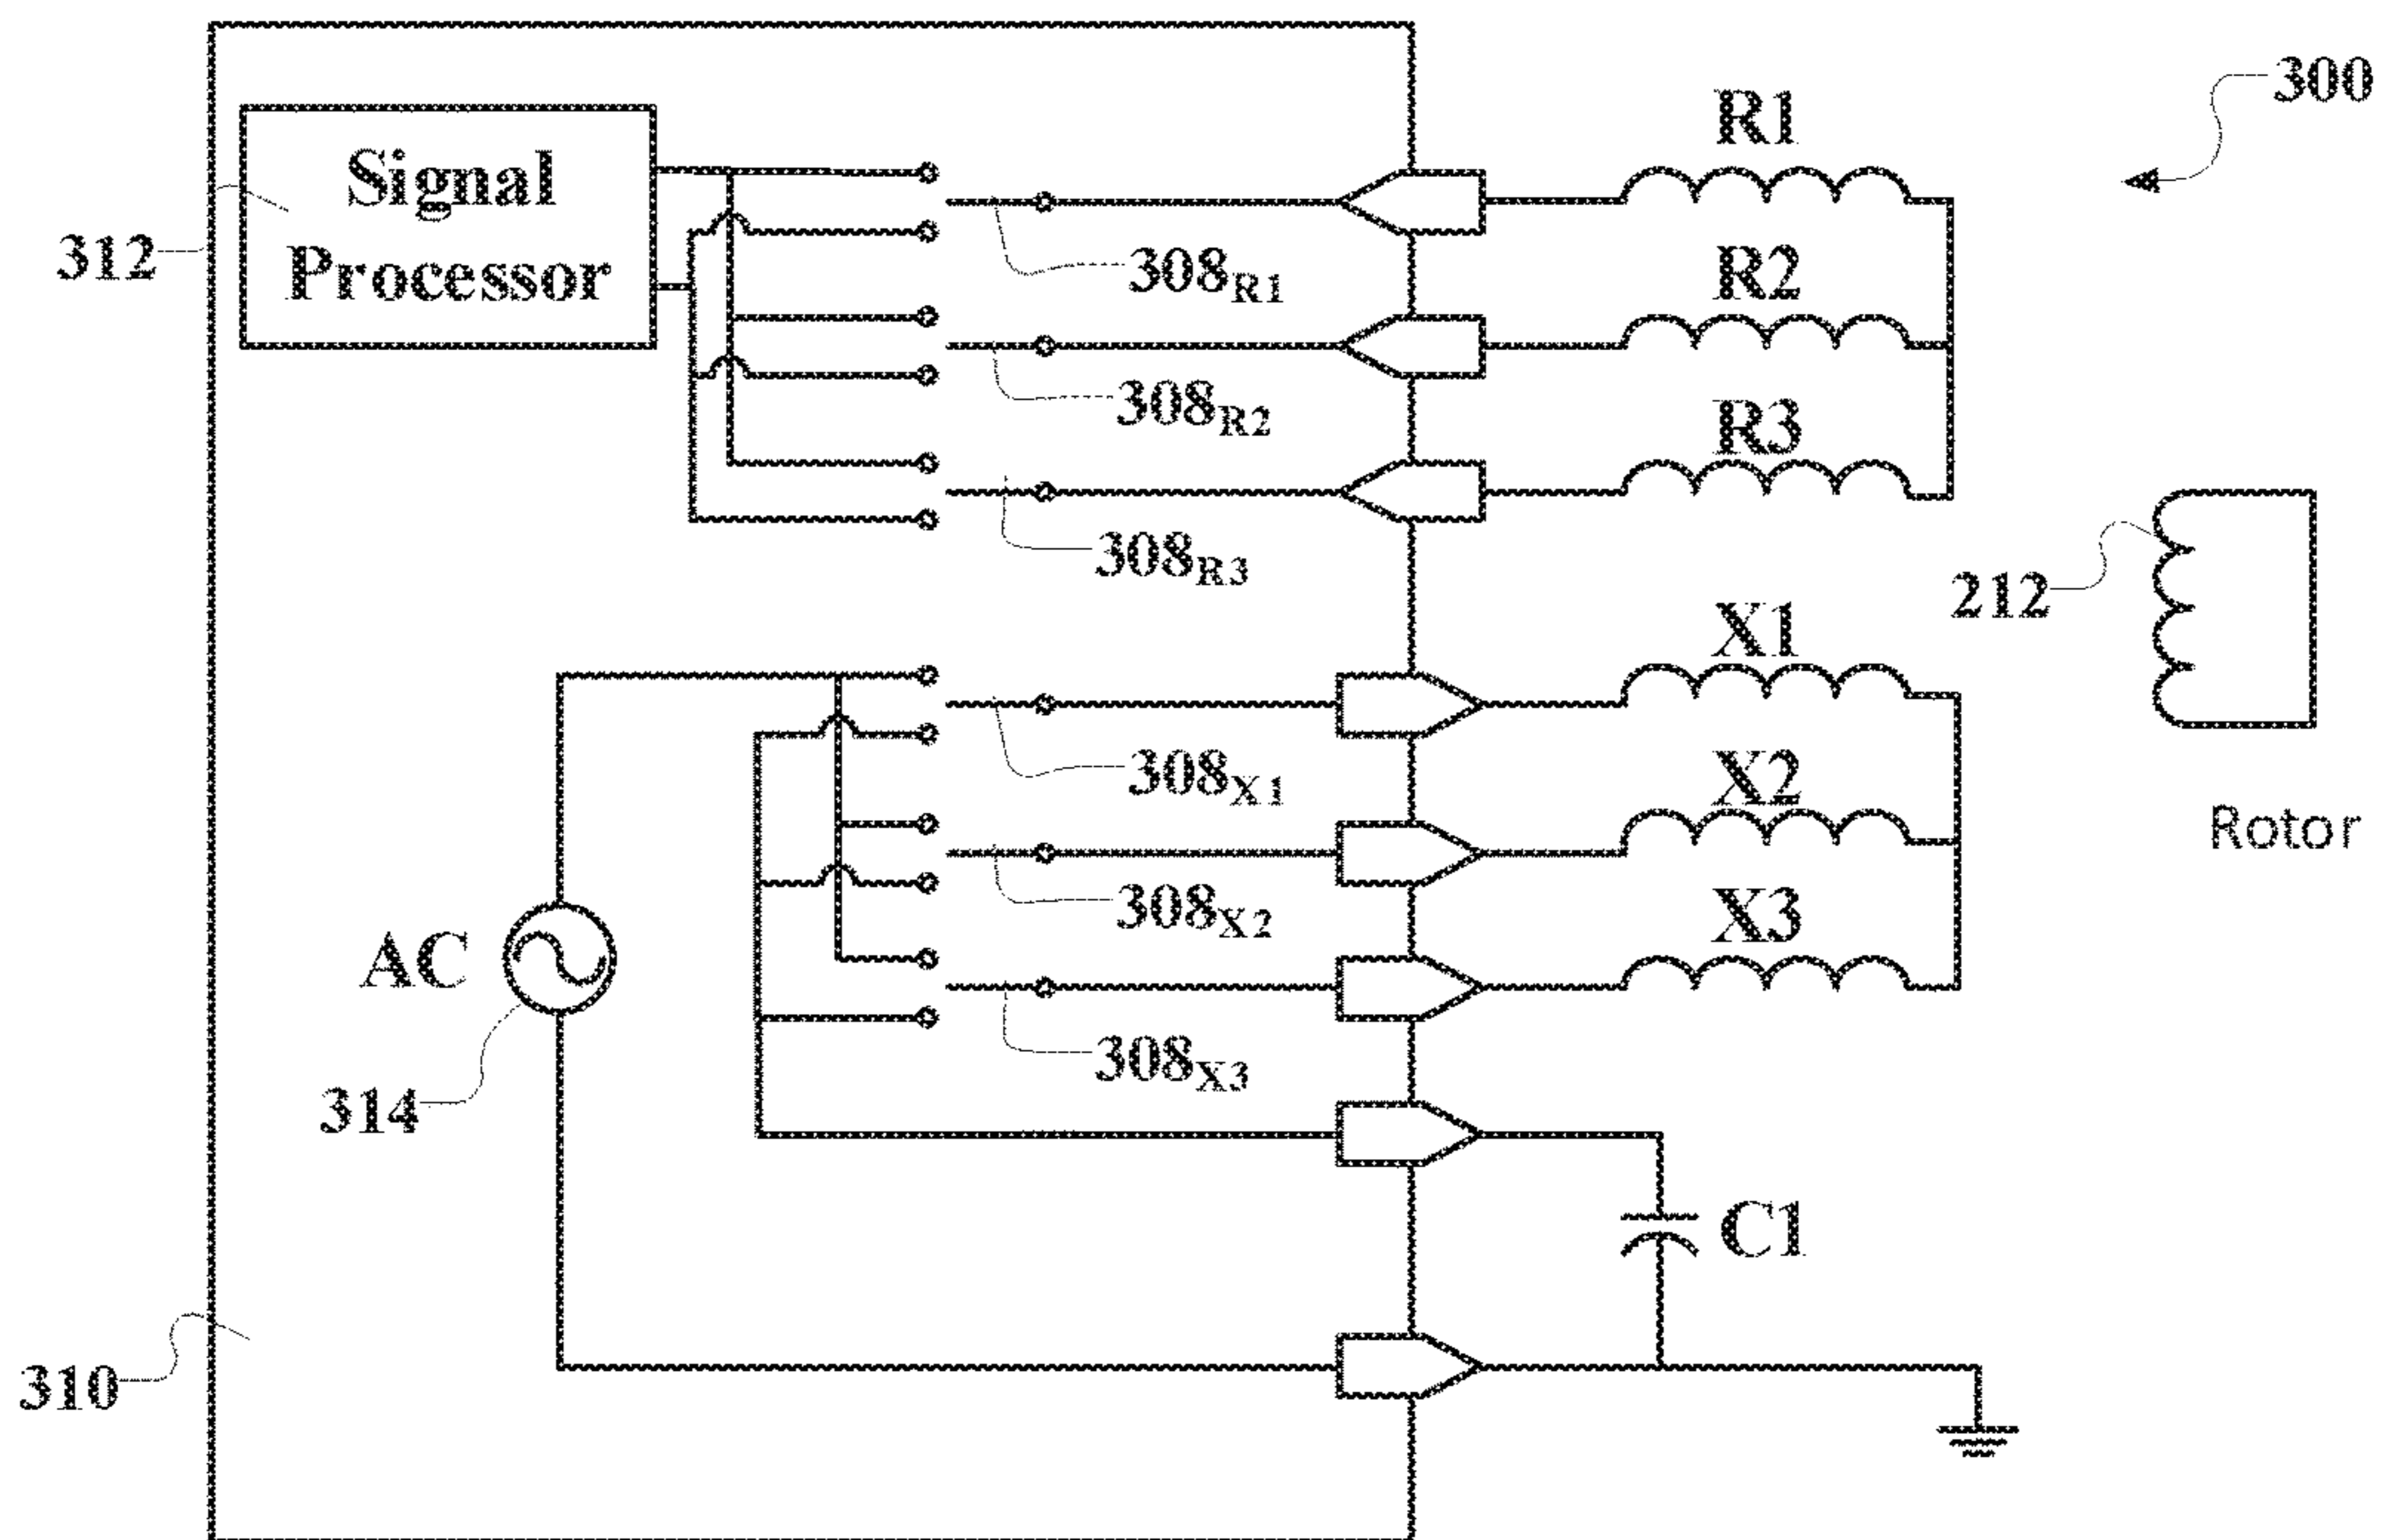 300
R1
Signal
Processor
312
308R1
R2
308R2
R3
308R3
212
X1
308X1
X2
Rotor
308X2
X3
AC
308X3
314
C1
310